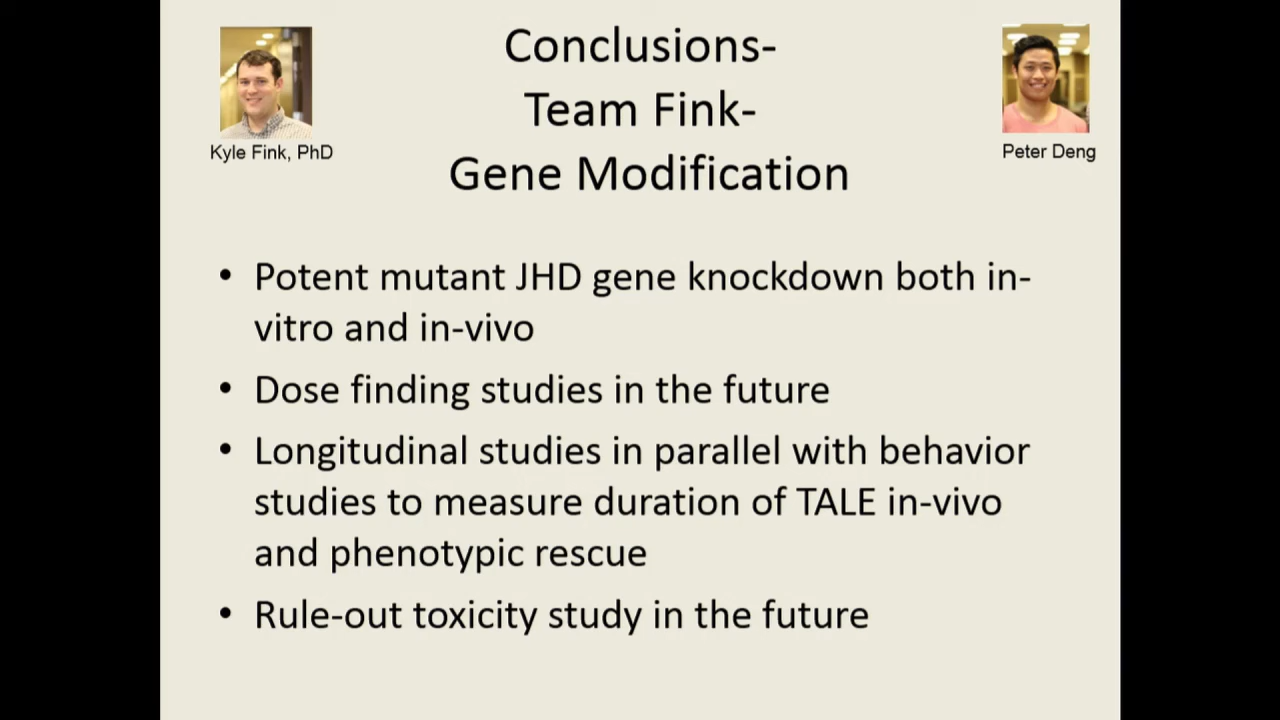 Conclusions-
Team Fink-
Gene Modification
Kyle Fink, PhD
Peter Deng
• Potent mutant JHD gene knockdown both in-
vitro and in-vivo
• Dose finding studies in the future
• Longitudinal studies in parallel with behavior
studies to measure duration of TALE in-vivo
and phenotypic rescue
• Rule-out toxicity study in the future